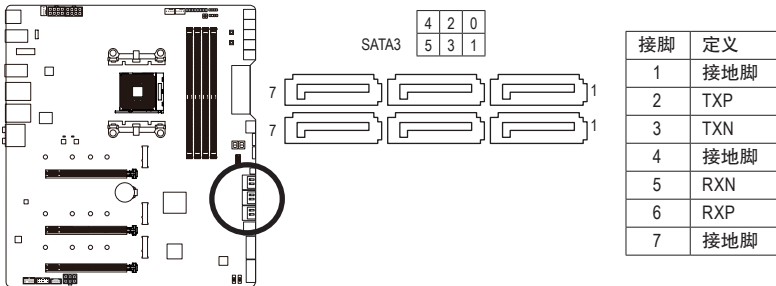 SATA3
4 2 0
5 3 1
7 1
7 1
接脚 定义
1 接地脚
2 TXP
3 TXN
4 接地脚
5 RXN
6 RXP
7 接地脚